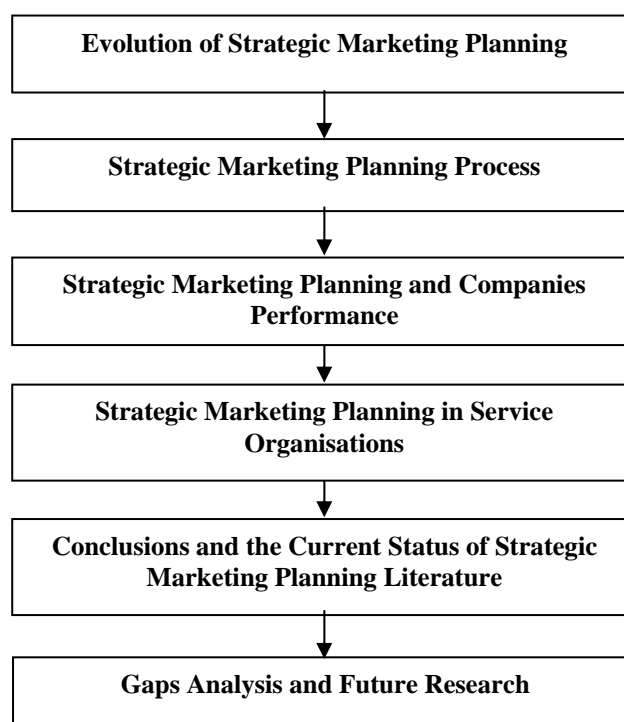 Evolution of Strategic Marketing Planning
Strategic Marketing Planning Process
Strategic Marketing Planning and Companies
Performance
Strategic Marketing Planning in Service
Organisations
Conclusions and the Current Status of Strategic
Marketing Planning Literature
Gaps Analysis and Future Research